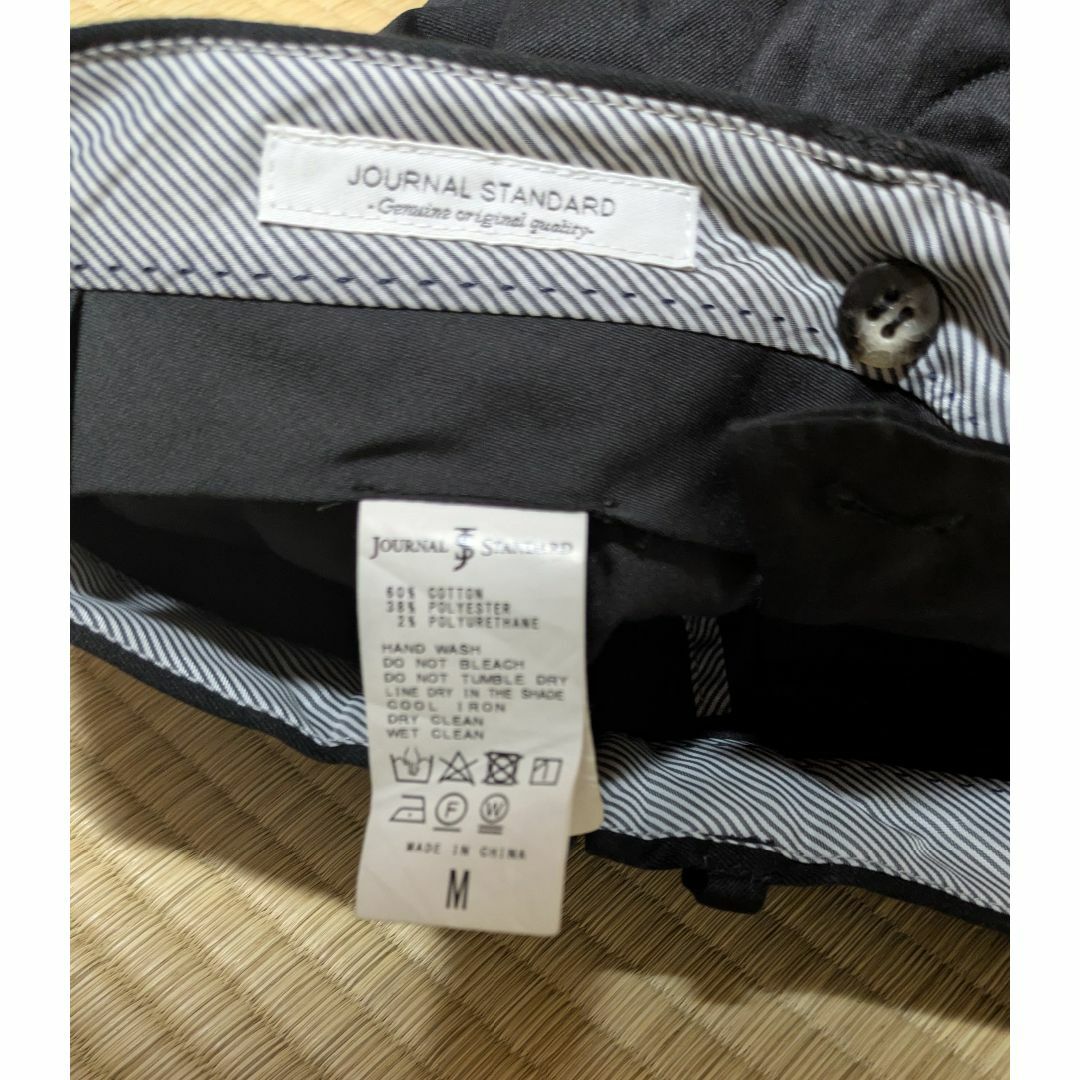 JOURNAL STANDARD
-Genuine original quality-
JOURNAL JS STANDARD
60% COTTON
38% POLYESTER
2% POLYURETHANE
HAND WASH
DO NOT BLEACH
DO NOT TUMBLE DRY
LINE DRY IN THE SHADE
COOL IRON
DRY CLEAN
WET CLEAN
F W
MADE IN CHINA
M